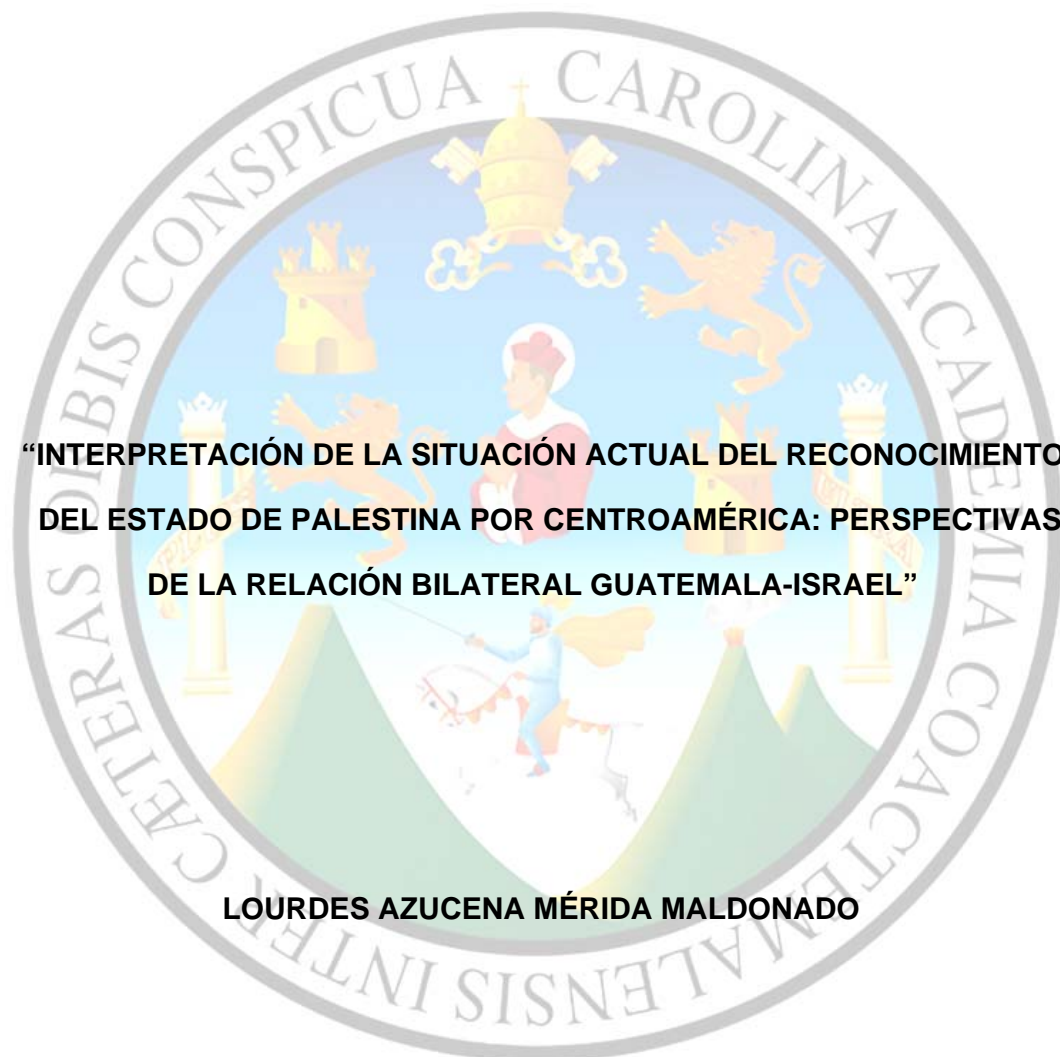 CAETERAS ORBIS CONSPICUA CAROLINA ACADEMIA COACTEMALENSIS INTER
“INTERPRETACIÓN DE LA SITUACIÓN ACTUAL DEL RECONOCIMIENTO
DEL ESTADO DE PALESTINA POR CENTROAMÉRICA: PERSPECTIVAS
DE LA RELACIÓN BILATERAL GUATEMALA-ISRAEL”
LOURDES AZUCENA MÉRIDA MALDONADO